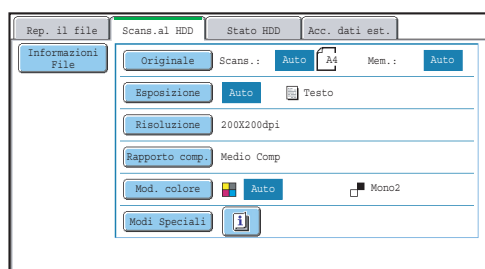 Rep. il file Scans.al HDD Stato HDD Acc. dati est.
Informazioni
File
Originale Scans.: Auto A4 Mem.: Auto
Esposizione Auto Testo
Risoluzione 200X200dpi
Rapporto comp. Medio Comp
Mod. colore Auto Mono2
Modi Speciali i